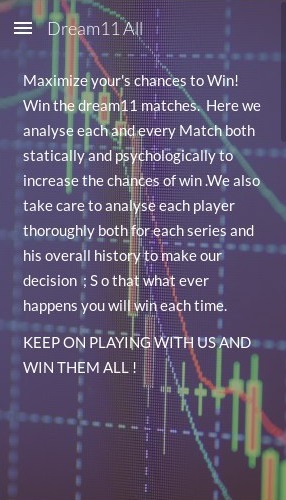 Dream11 All
Maximize your's chances to Win!
Win the dream11 matches. Here we
analyse each and every Match both
statically and psychologically to
increase the chances of win .We also
take care to analyse each player
thoroughly both for each series and
his overall history to make our
decision ; S o that what ever
happens you will win each time.
KEEP ON PLAYING WITH US AND
WIN THEM ALL !